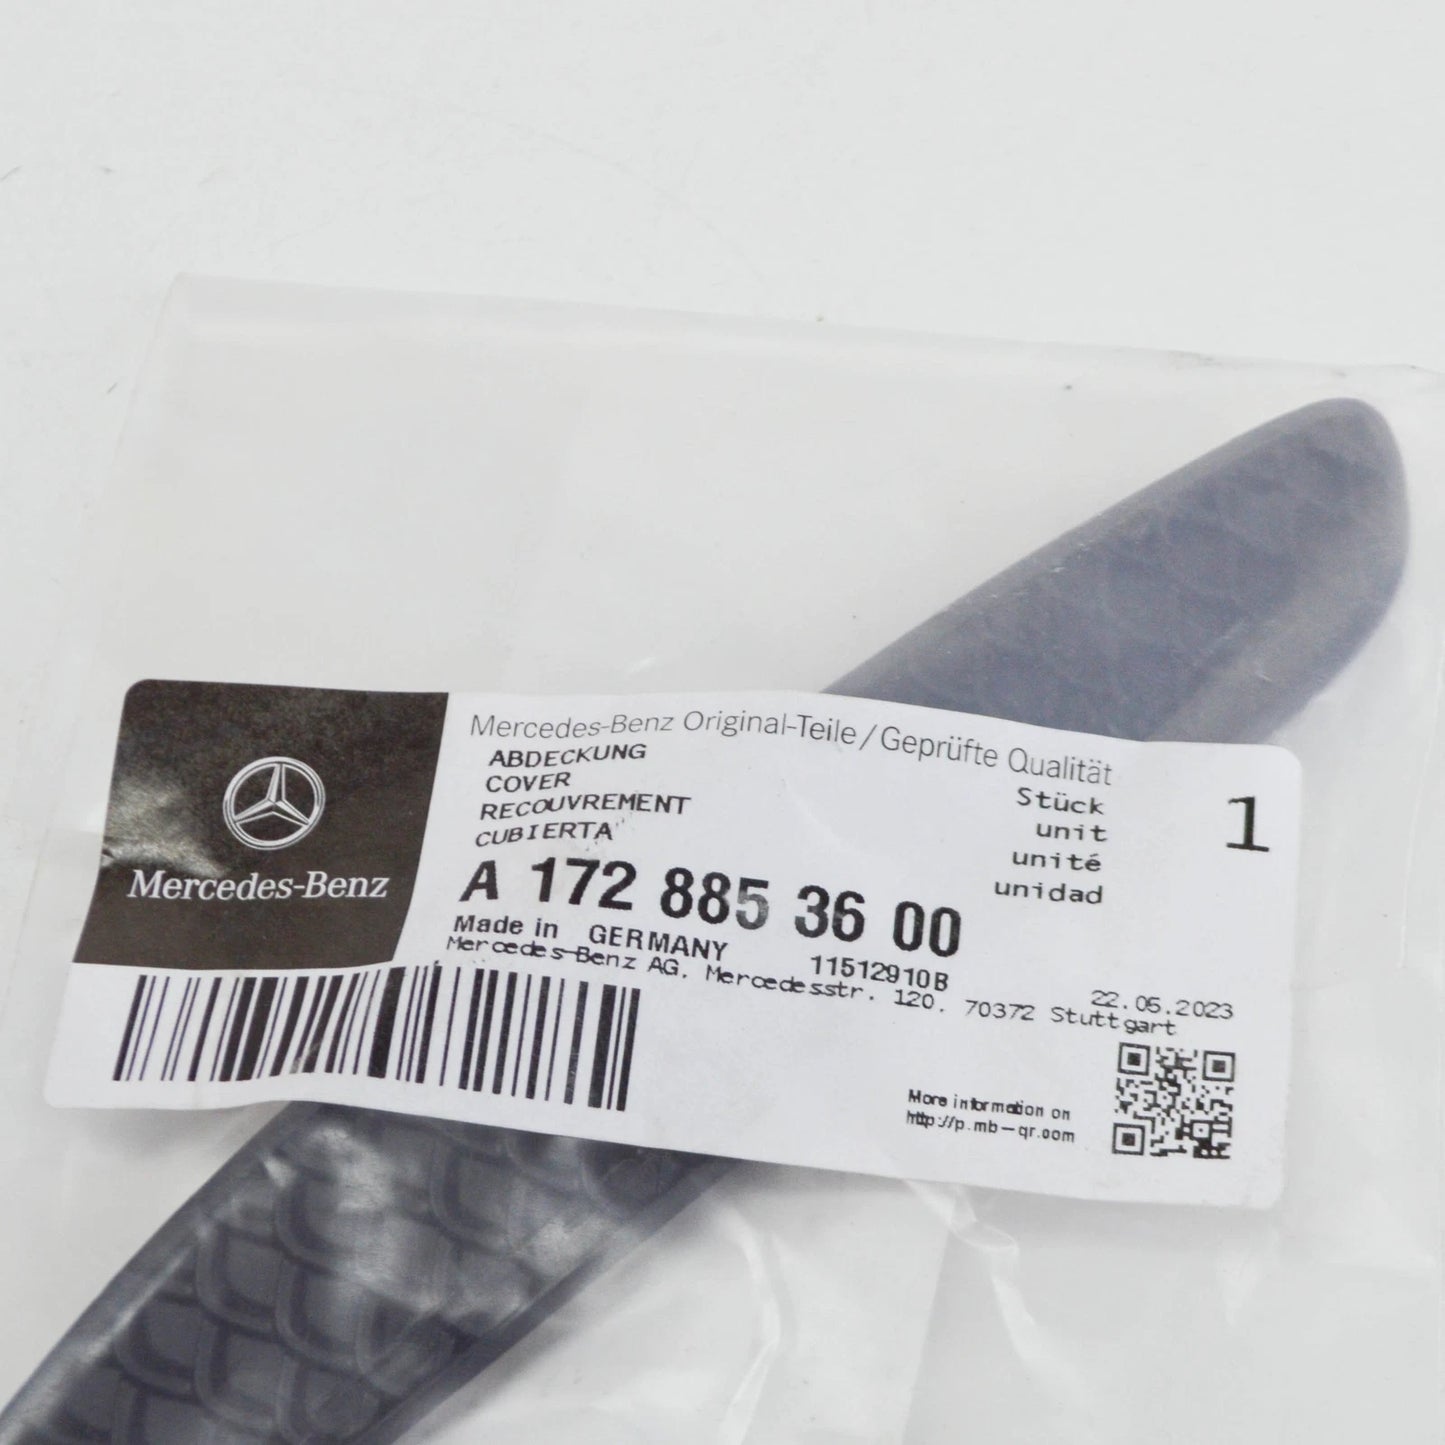 Mercedes-Benz
Mercedes-Benz Original-Teile/Geprüfte Qualität
ABDECKUNG
COVER
RECOUVREMENT
CUBIERTA
Stück
unit
unité
unidad
1
A 172 885 36 00
Made in GERMANY 11512910B 22.05.2023
Mercedes-Benz AG, Mercedesstr. 120, 70372 Stuttgart
More information on
http://p.mb-qr.com